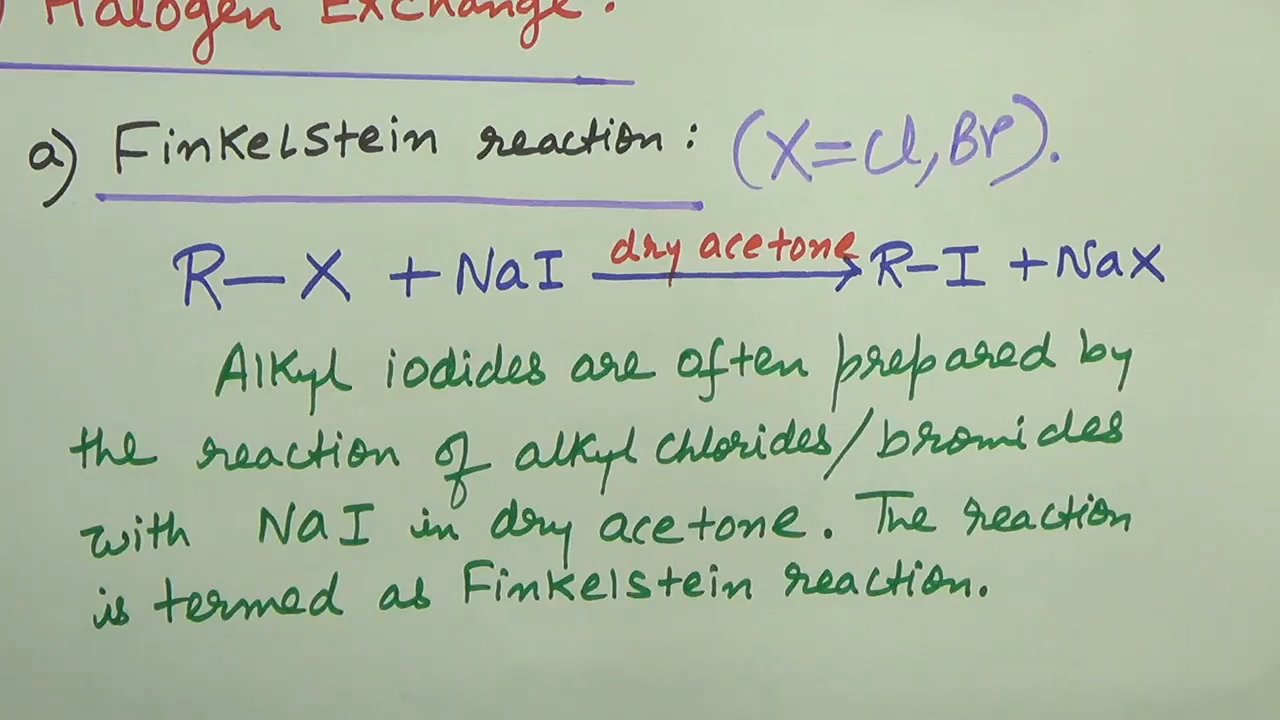 Halogen Exchange:
a) Finkelstein reaction: (X=Cl, Br).
R-X + NaI dry acetone R-I + NaX
Alkyl iodides are often prepared by
the reaction of alkyl chlorides/bromides
with NaI in dry acetone. The reaction
is termed as Finkelstein reaction.